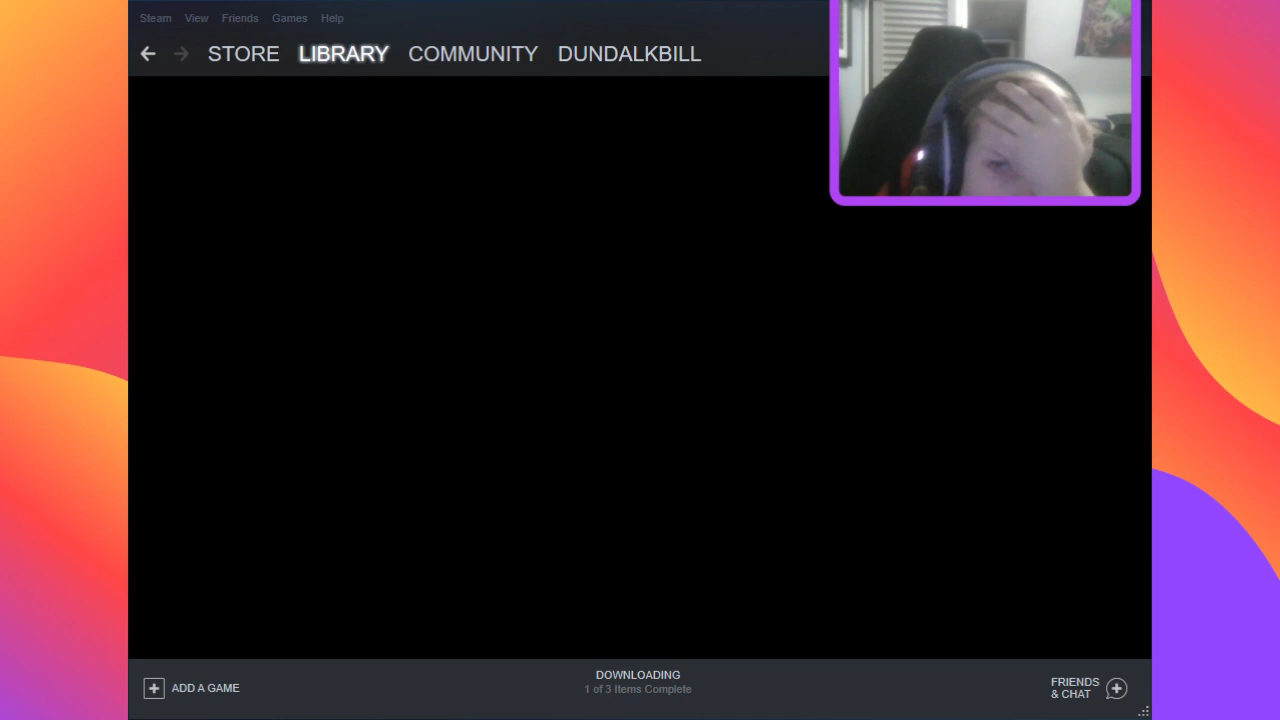 Steam View Friends Games Help
STORE LIBRARY COMMUNITY DUNDALKBILL
ADD A GAME
DOWNLOADING
1 of 3 Items Complete
FRIENDS
& CHAT